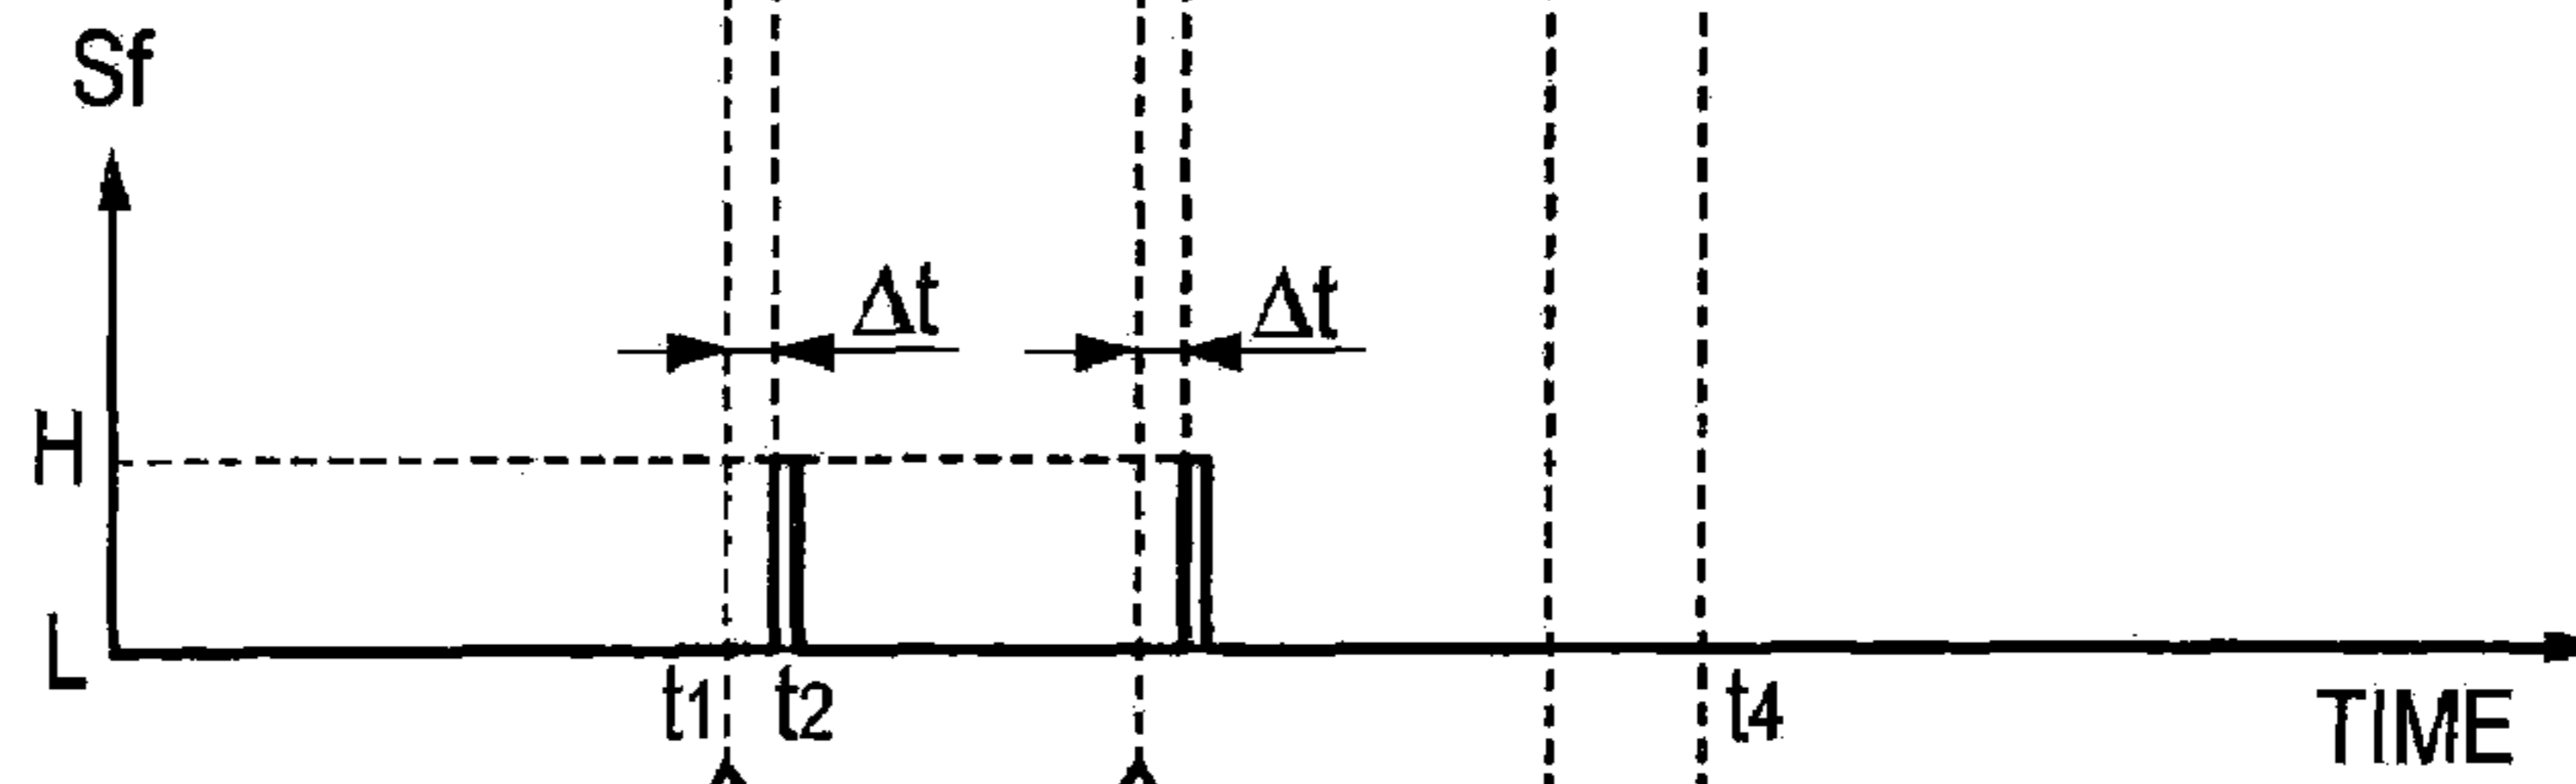 Sf
Δt Δt
H
L
t1 t2 t4
TIME